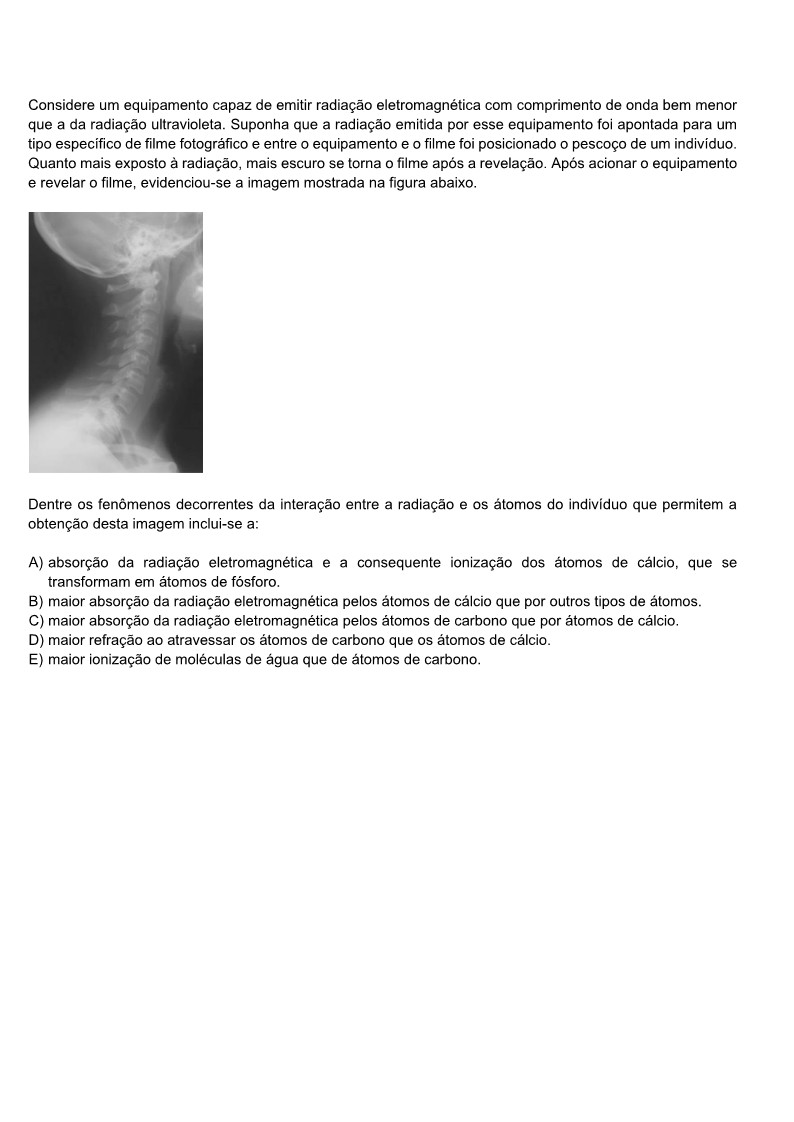 Considere um equipamento capaz de emitir radiação eletromagnética com comprimento de onda bem menor
que a da radiação ultravioleta. Suponha que a radiação emitida por esse equipamento foi apontada para um
tipo específico de filme fotográfico e entre o equipamento e o filme foi posicionado o pescoço de um indivíduo.
Quanto mais exposto à radiação, mais escuro se torna o filme após a revelação. Após acionar o equipamento
e revelar o filme, evidenciou-se a imagem mostrada na figura abaixo.
Dentre os fenômenos decorrentes da interação entre a radiação e os átomos do indivíduo que permitem a
obtenção desta imagem inclui-se a:
A) absorção da radiação eletromagnética e a consequente ionização dos átomos de cálcio, que se
transformam em átomos de fósforo.
B) maior absorção da radiação eletromagnética pelos átomos de cálcio que por outros tipos de átomos.
C) maior absorção da radiação eletromagnética pelos átomos de carbono que por átomos de cálcio.
D) maior refração ao atravessar os átomos de carbono que os átomos de cálcio.
E) maior ionização de moléculas de água que de átomos de carbono.